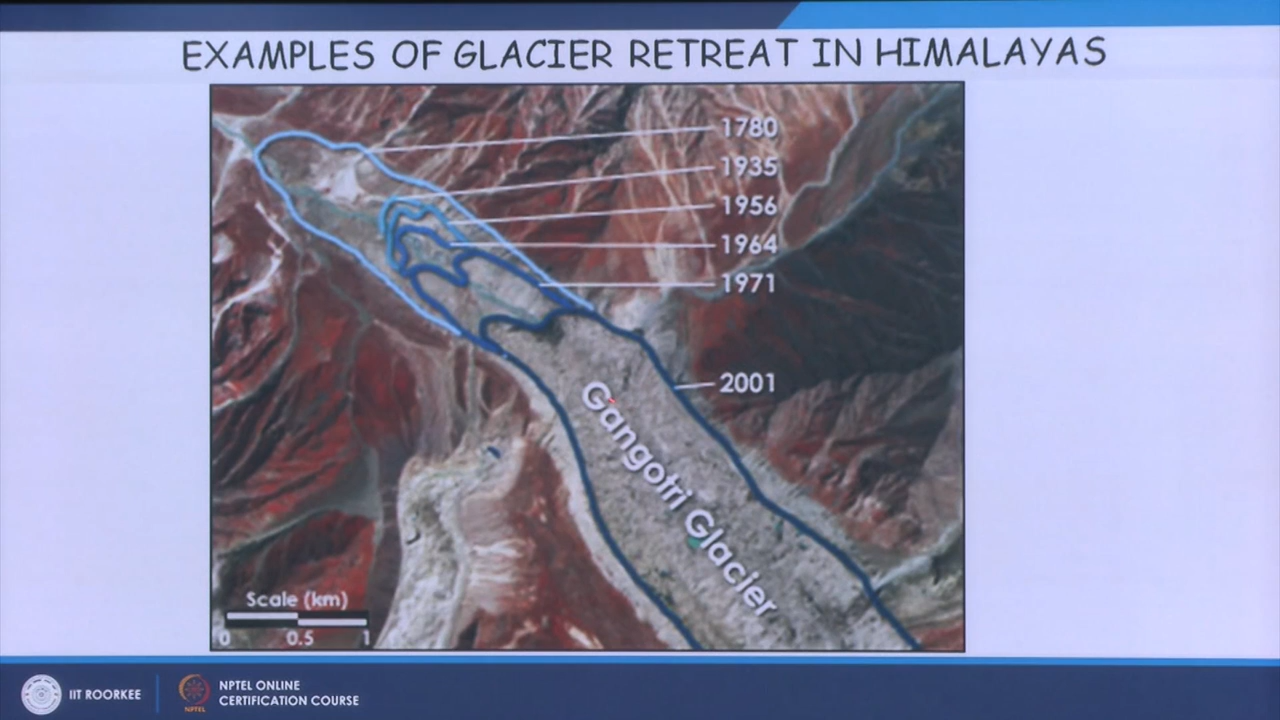 EXAMPLES OF GLACIER RETREAT IN HIMALAYAS
1780
1935
1956
1964
1971
2001
Gangotri Glacier
Scale (km)
0 0.5 1
IIT ROORKEE
NPTEL
NPTEL ONLINE
CERTIFICATION COURSE